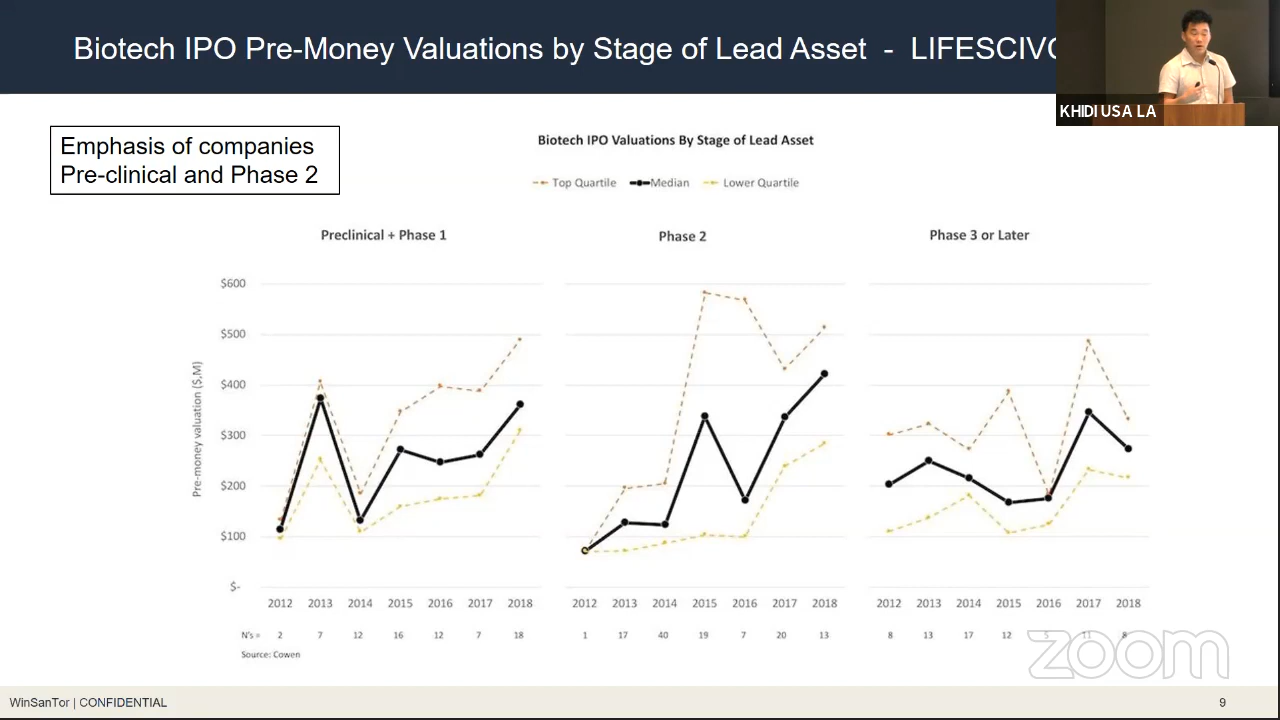 Biotech IPO Pre-Money Valuations by Stage of Lead Asset - LIFESCIVO
KHIDI USA LA
Emphasis of companies
Pre-clinical and Phase 2
Biotech IPO Valuations By Stage of Lead Asset
Top Quartile Median Lower Quartile
Preclinical + Phase 1 Phase 2 Phase 3 or Later
Pre-money valuation ($,M)
$600
$500
$400
$300
$200
$100
$-
2012 2013 2014 2015 2016 2017 2018 2012 2013 2014 2015 2016 2017 2018 2012 2013 2014 2015 2016 2017 2018
N's = 2 7 12 16 12 7 18 1 17 40 19 7 20 13 8 13 17 12 5 11 8
Source: Cowen
zoom
WinSanTor | CONFIDENTIAL
9